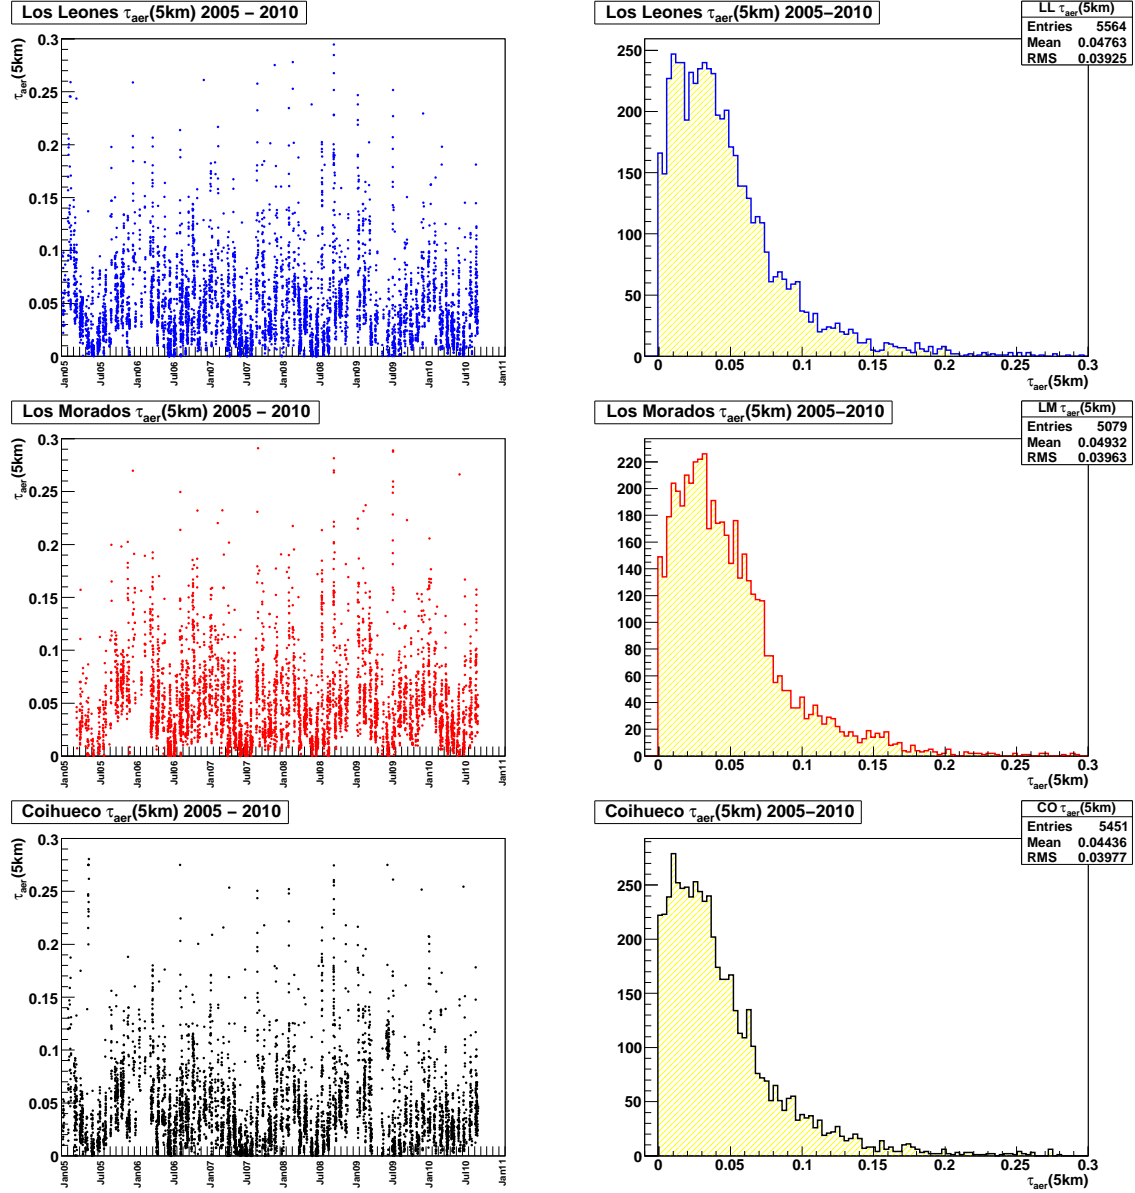 Los Leones τaer(5km) 2005 – 2010
τaer(5km)
0.3
0.25
0.2
0.15
0.1
0.05
0
Jan05
Jul05
Jan06
Jul06
Jan07
Jul07
Jan08
Jul08
Jan09
Jul09
Jan10
Jul10
Jan11
Los Leones τaer(5km) 2005–2010
LL τaer(5km)
Entries 5564
Mean 0.04763
RMS 0.03925
250
200
150
100
50
0
0 0.05 0.1 0.15 0.2 0.25 0.3
τaer(5km)
Los Morados τaer(5km) 2005 – 2010
τaer(5km)
0.3
0.25
0.2
0.15
0.1
0.05
0
Jan05
Jul05
Jan06
Jul06
Jan07
Jul07
Jan08
Jul08
Jan09
Jul09
Jan10
Jul10
Jan11
Los Morados τaer(5km) 2005–2010
LM τaer(5km)
Entries 5079
Mean 0.04932
RMS 0.03963
220
200
180
160
140
120
100
80
60
40
20
0
0 0.05 0.1 0.15 0.2 0.25 0.3
τaer(5km)
Coihueco τaer(5km) 2005 – 2010
τaer(5km)
0.3
0.25
0.2
0.15
0.1
0.05
0
Jan05
Jul05
Jan06
Jul06
Jan07
Jul07
Jan08
Jul08
Jan09
Jul09
Jan10
Jul10
Jan11
Coihueco τaer(5km) 2005–2010
CO τaer(5km)
Entries 5451
Mean 0.04436
RMS 0.03977
250
200
150
100
50
0
0 0.05 0.1 0.15 0.2 0.25 0.3
τaer(5km)